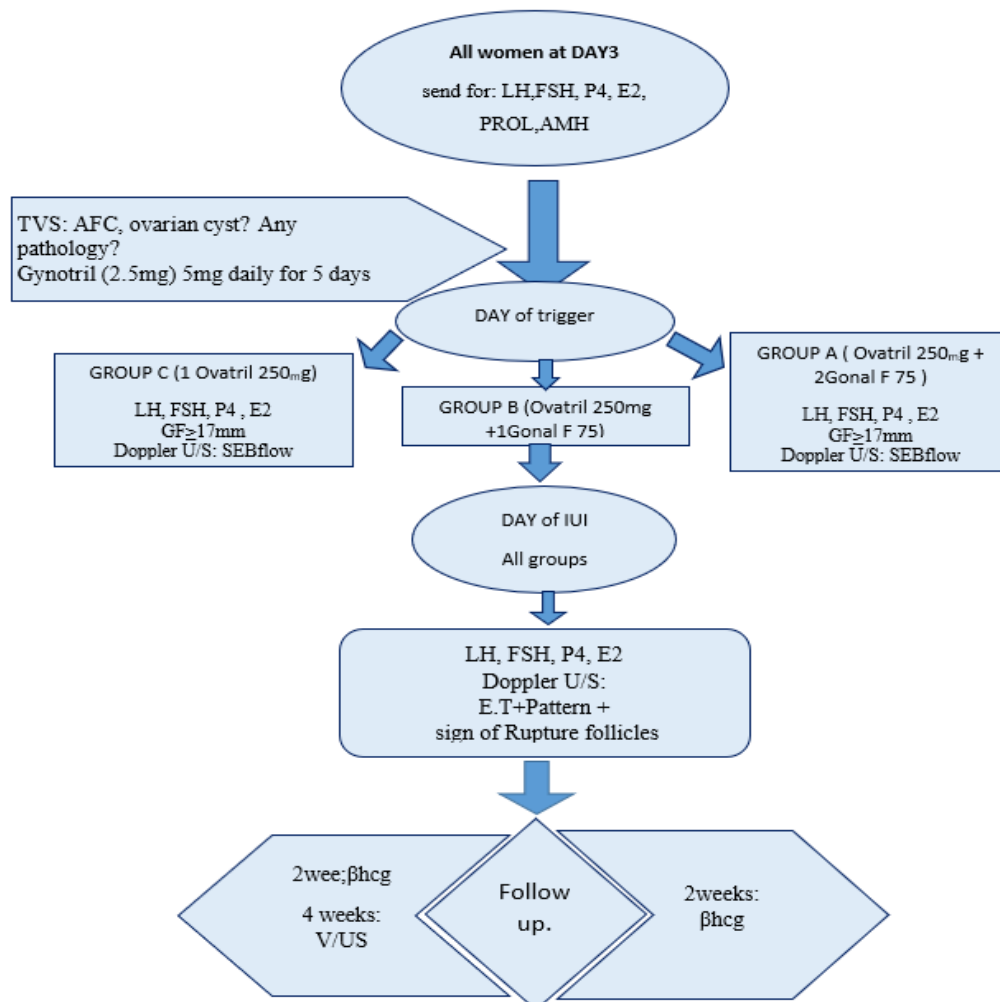 All women at DAY3
send for: LH,FSH, P4, E2,
PROL,AMH
TVS: AFC, ovarian cyst? Any
pathology?
Gynotril (2.5mg) 5mg daily for 5 days
DAY of trigger
GROUP C (1 Ovatril 250mg)
LH, FSH, P4 , E2
GF≥17mm
Doppler U/S: SEBflow
GROUP B (Ovatril 250mg
+1Gonal F 75)
GROUP A ( Ovatril 250mg +
2Gonal F 75 )
LH, FSH, P4 , E2
GF≥17mm
Doppler U/S: SEBflow
DAY of IUI
All groups
LH, FSH, P4, E2
Doppler U/S:
E.T+Pattern +
sign of Rupture follicles
2wee;βhcg
4 weeks:
V/US
Follow
up.
2weeks:
βhcg